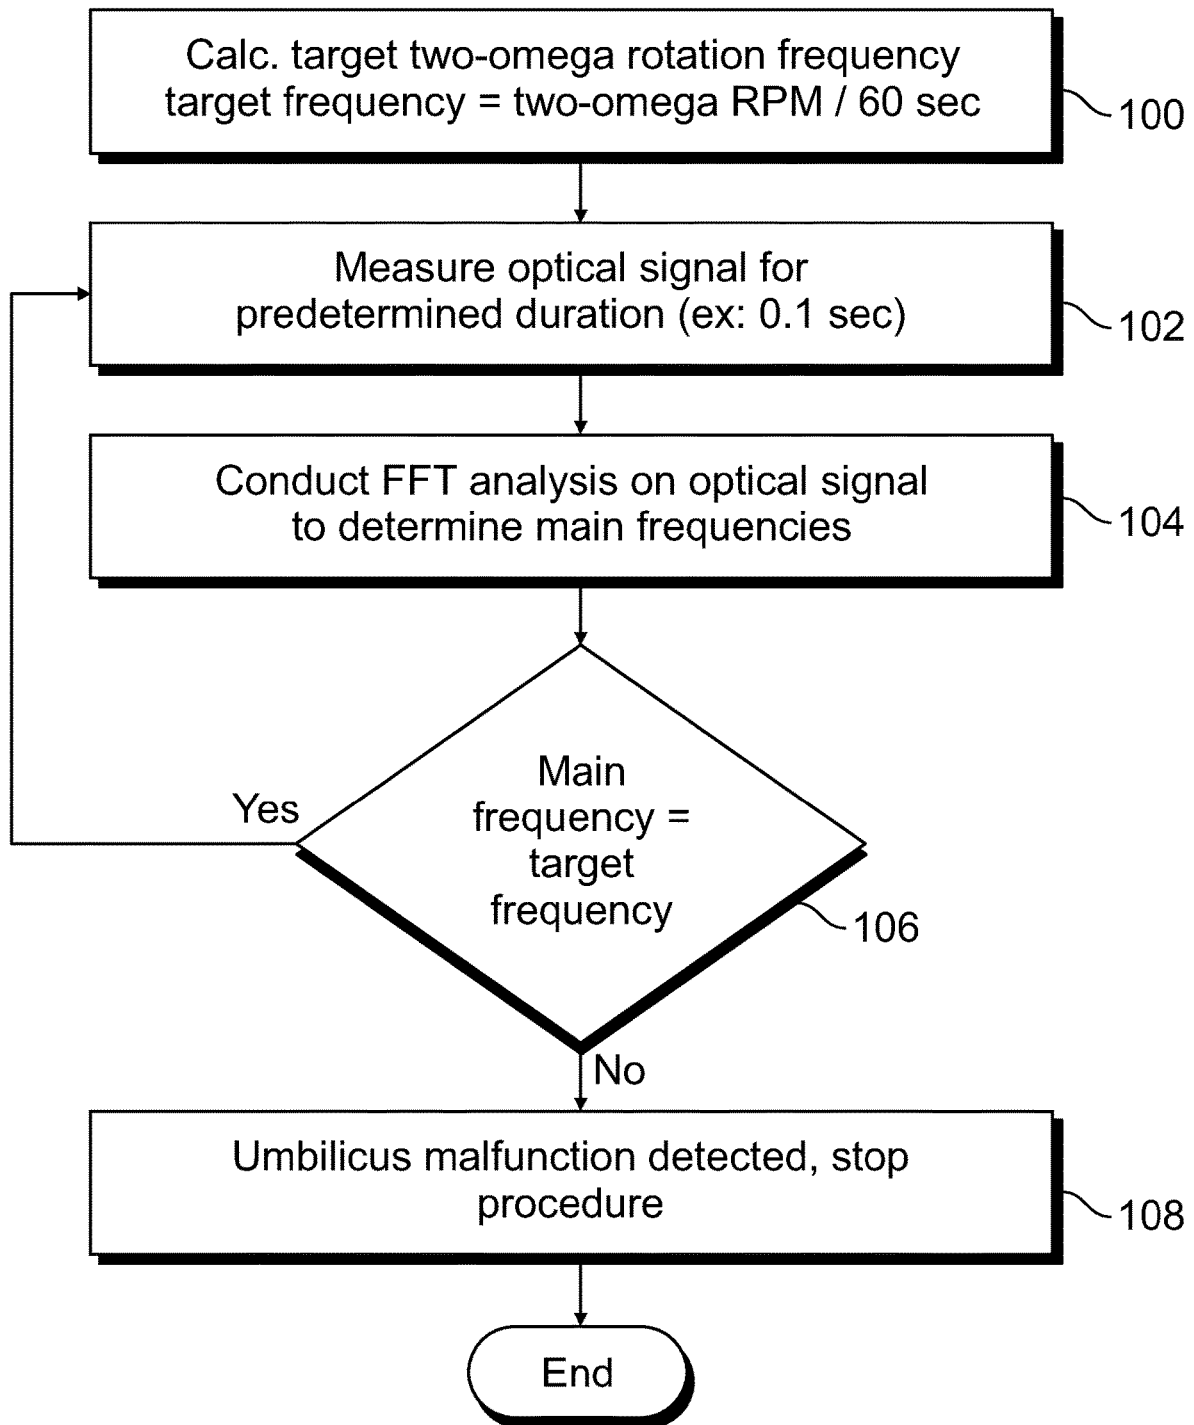 Calc. target two-omega rotation frequency
target frequency = two-omega RPM / 60 sec
100
Measure optical signal for
predetermined duration (ex: 0.1 sec)
102
Conduct FFT analysis on optical signal
to determine main frequencies
104
Main
frequency =
target
frequency
Yes
106
No
Umbilicus malfunction detected, stop
procedure
108
End